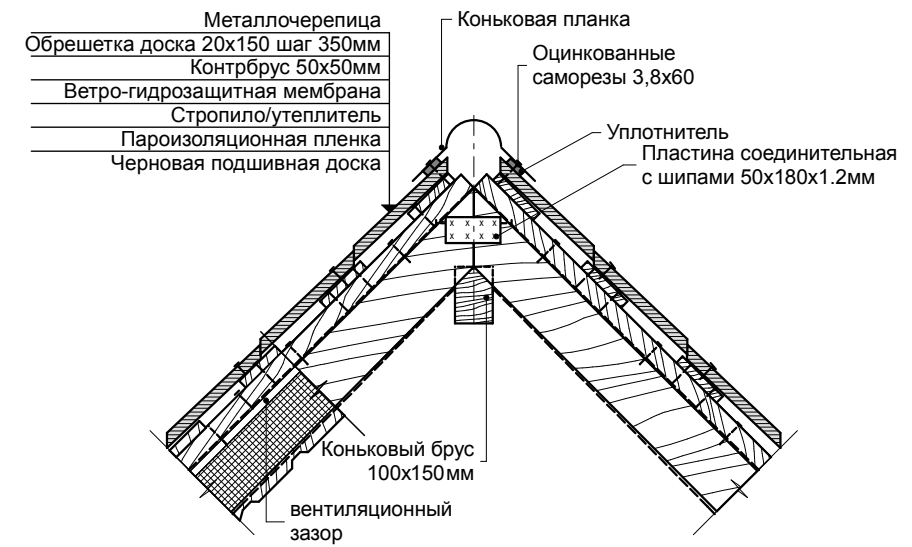 Металлочерепица
Обрешетка доска 20х150 шаг 350мм
Контрбрус 50х50мм
Ветро-гидрозащитная мембрана
Стропило/утеплитель
Пароизоляционная пленка
Черновая подшивная доска
Коньковая планка
Оцинкованные
саморезы 3,8х60
Уплотнитель
Пластина соединительная
с шипами 50х180х1.2мм
Коньковый брус
100х150мм
вентиляционный
зазор